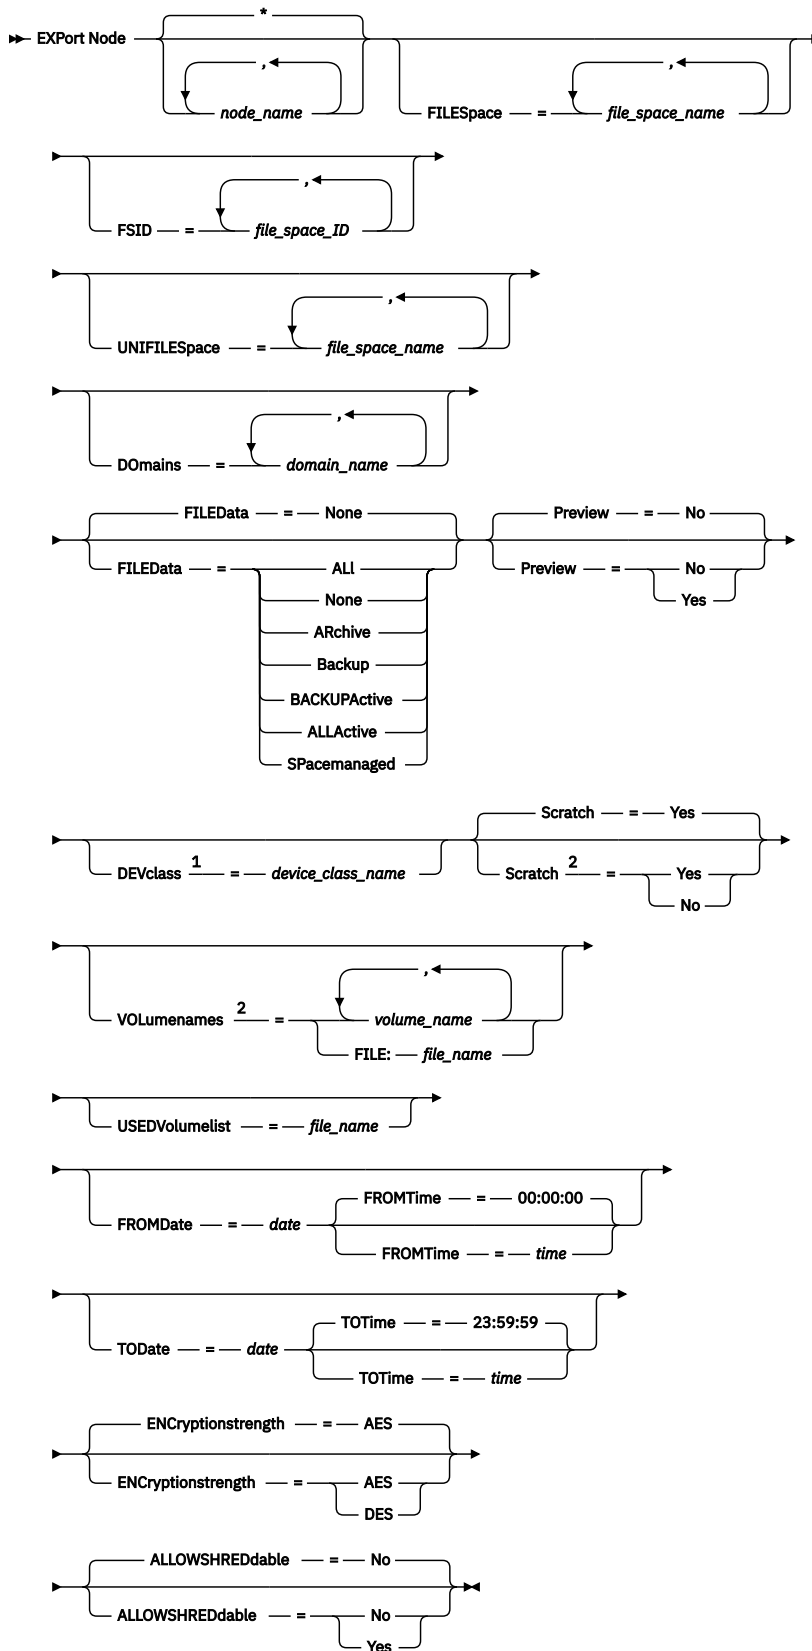 *
EXPort Node
,
,
node_name
FILESpace = file_space_name
,
FSID = file_space_ID
,
UNIFILESpace = file_space_name
,
DOmains = domain_name
FILEData = None
Preview = No
FILEData = ALl
Preview = No
None
Yes
ARchive
Backup
BACKUPActive
ALLActive
SPacemanaged
Scratch = Yes
DEVclass 1 = device_class_name
Scratch 2 = Yes
No
,
VOLumenames 2 = volume_name
FILE: file_name
USEDVolumelist = file_name
FROMTime = 00:00:00
FROMDate = date
FROMTime = time
TOTime = 23:59:59
TODate = date
TOTime = time
ENCryptionstrength = AES
ENCryptionstrength = AES
DES
ALLOWSHREDdable = No
ALLOWSHREDdable = No
Yes